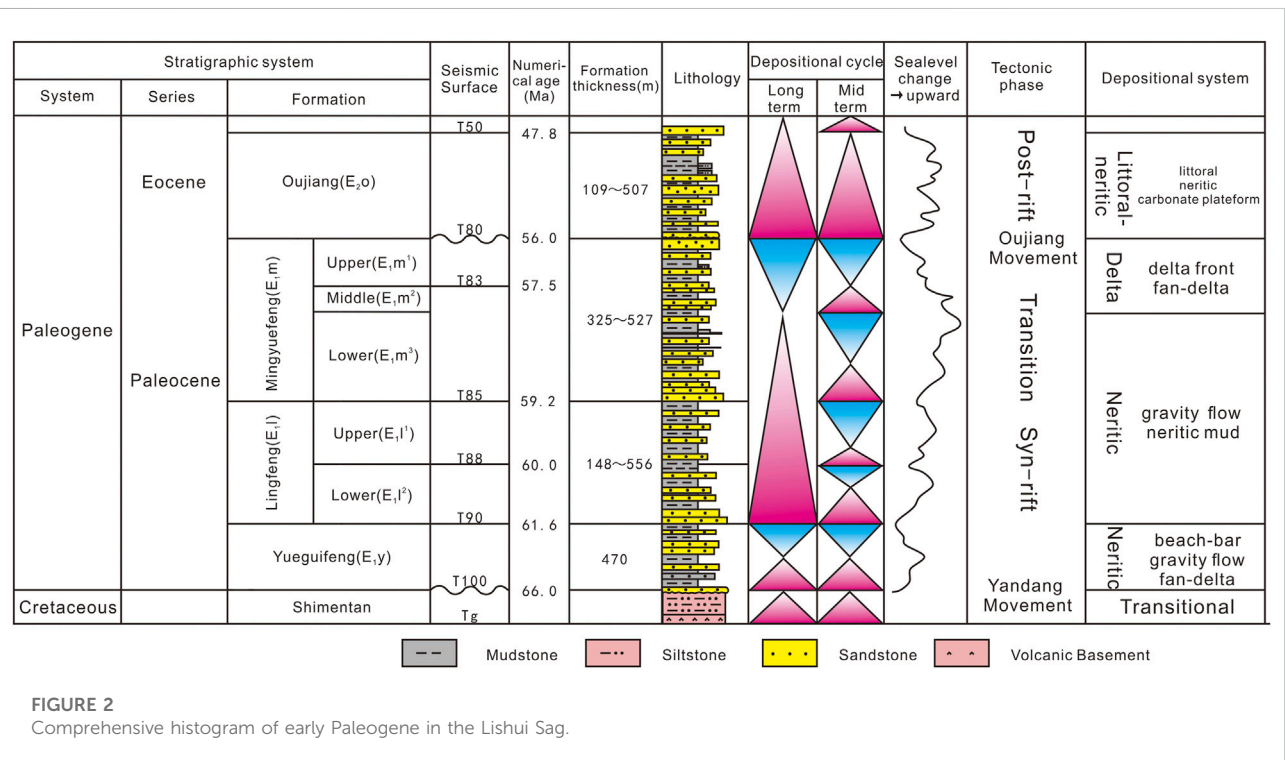 Stratigraphic system
System
Series
Formation
Seismic
Surface
Numeri-
cal age
(Ma)
Formation
thickness(m)
Lithology
Depositional cycle
Long
term
Mid
term
Sealevel
change
→upward
Tectonic
phase
Depositional system
Paleogene
Cretaceous
Eocene
Paleocene
Oujiang(E₂o)
Mingyuefeng(E₁m)
Upper(E₁m¹)
Middle(E₁m²)
Lower(E₁m³)
Lingfeng(E₁l)
Upper(E₁l¹)
Lower(E₁l²)
Yueguifeng(E₁y)
Shimentan
T50
T80
T83
T85
T88
T90
T100
Tg
47.8
56.0
57.5
59.2
60.0
61.6
66.0
109～507
325～527
148～556
470
Post-rift
Oujiang
Movement
Transition
Syn-rift
Yandang
Movement
Littoral-
neritic
littoral
neritic
carbonate plateform
Delta
delta front
fan-delta
Neritic
gravity flow
neritic mud
Neritic
beach-bar
gravity flow
fan-delta
Transitional
Mudstone
Siltstone
Sandstone
Volcanic Basement
FIGURE 2
Comprehensive histogram of early Paleogene in the Lishui Sag.